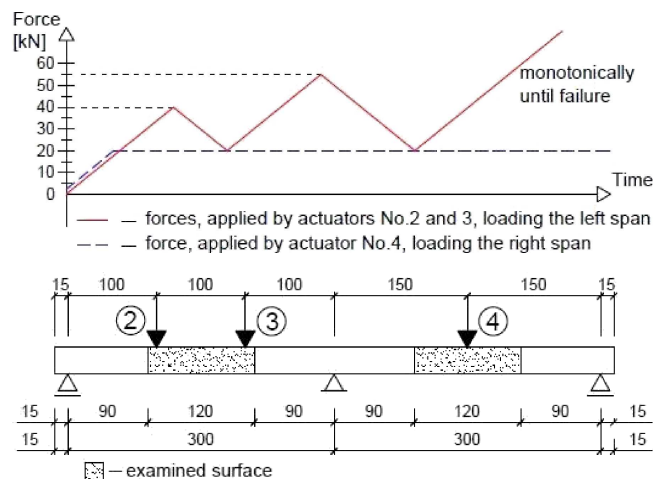 Force
[kN]
60
50
40
30
20
10
0
monotonically
until failure
Time
— forces, applied by actuators No.2 and 3, loading the left span
— force, applied by actuator No.4, loading the right span
15 100 100 100 150 150 15
2 3 4
15 90 120 90 90 120 90 15
15 300 300 15
– examined surface